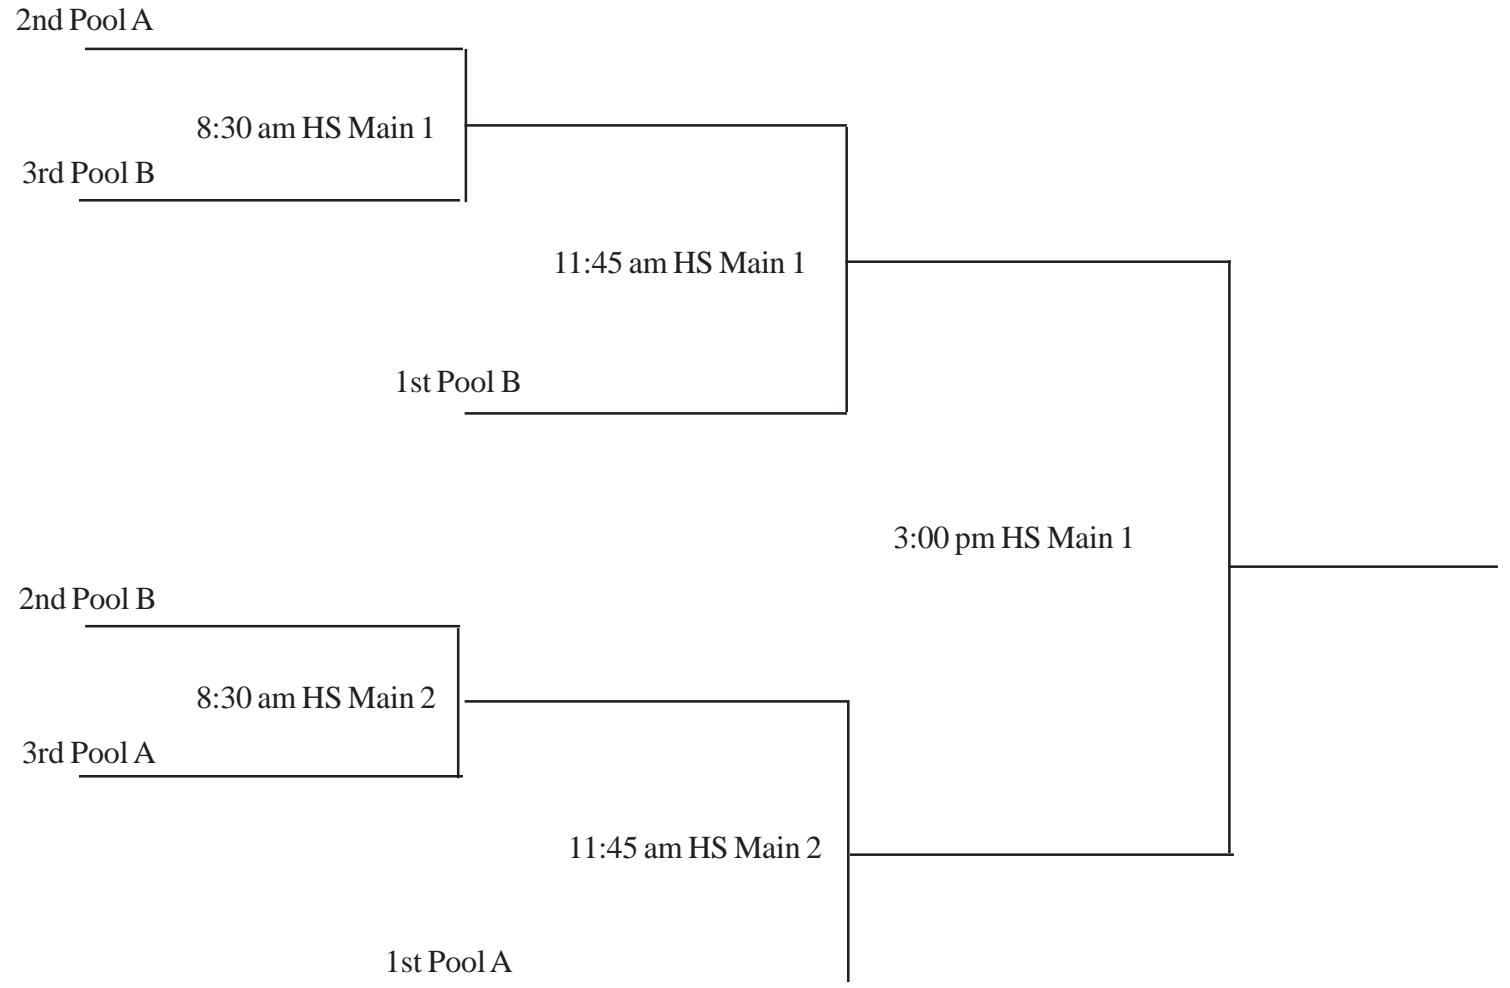 2nd Pool A
8:30 am HS Main 1
3rd Pool B
11:45 am HS Main 1
1st Pool B
3:00 pm HS Main 1
2nd Pool B
8:30 am HS Main 2
3rd Pool A
11:45 am HS Main 2
1st Pool A